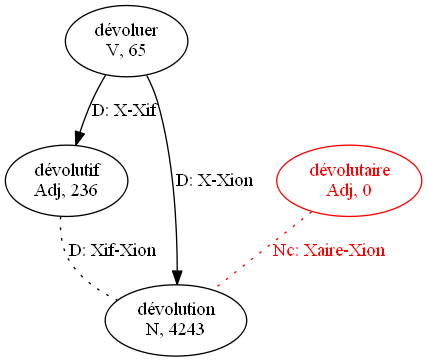 dévoluer
V, 65
D: X-Xif
dévolutif
Adj, 236
D: X-Xion
dévolutaire
Adj, 0
D: Xif-Xion
Nc: Xaire-Xion
dévolution
N, 4243